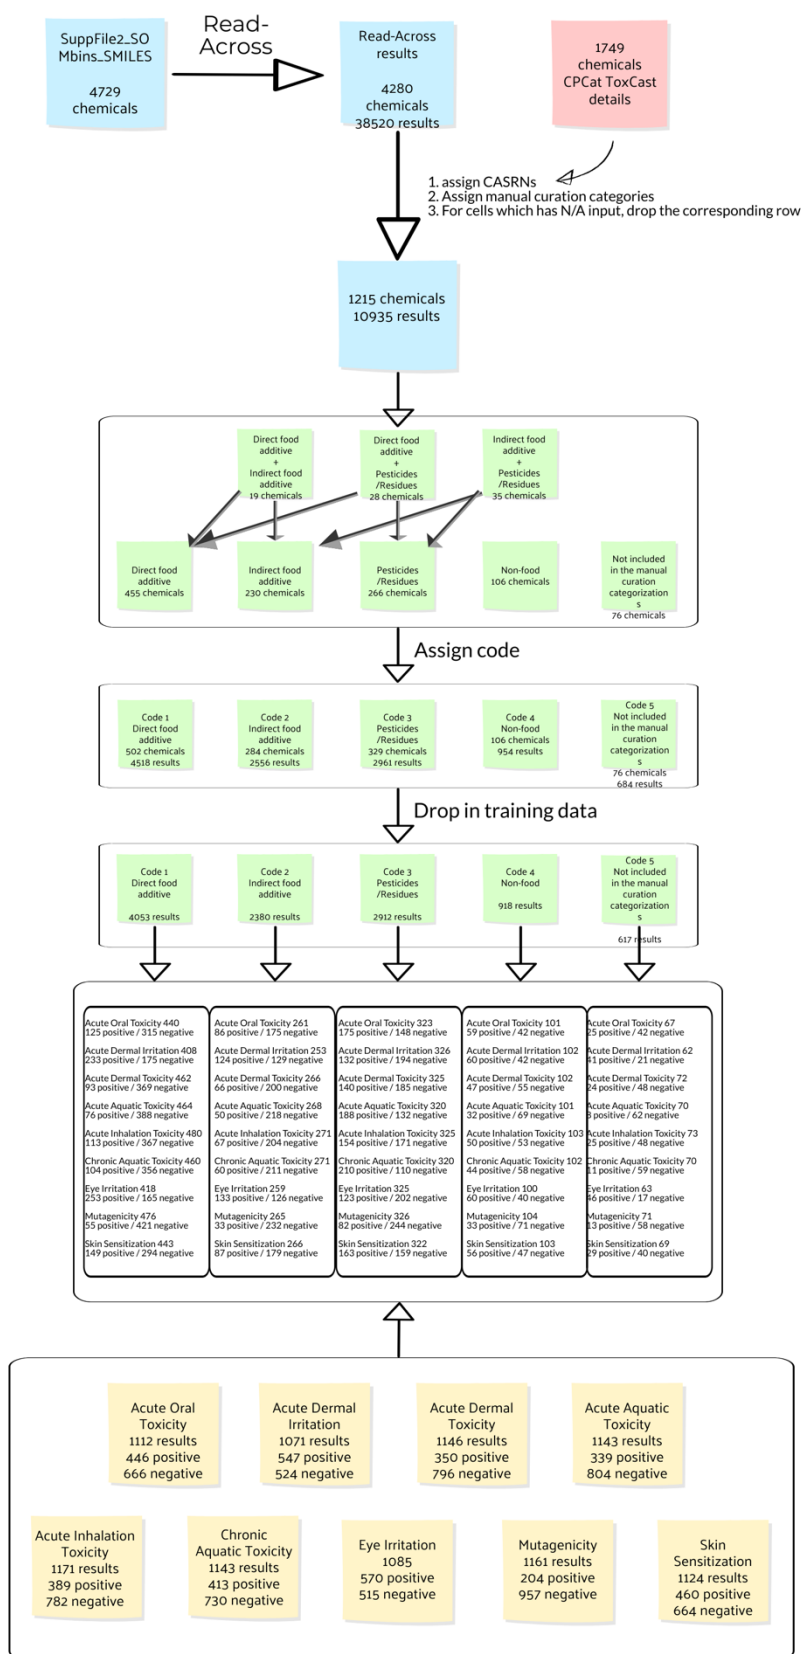 SuppFile2_SO
Mbins_SMILES
4729
chemicals
Read-
Across
Read-Across
results
4280
chemicals
38520 results
1749
chemicals
CPCat ToxCast
details
1. assign CASRNs
2. Assign manual curation categories
3. For cells which has N/A input, drop the corresponding row
1215 chemicals
10935 results
Direct food
additive
+
Indirect food
additive
19 chemicals
Direct food
additive
+
Pesticides
/Residues
28 chemicals
Indirect food
additive
+
Pesticides
/Residues
35 chemicals
Direct food
additive
455 chemicals
Indirect food
additive
230 chemicals
Pesticides
/Residues
266 chemicals
Non-food
106 chemicals
Not included
in the manual
curation
categorization
s
76 chemicals
Assign code
Code 1
Direct food
additive
502 chemicals
4518 results
Code 2
Indirect food
additive
284 chemicals
2556 results
Code 3
Pesticides
/Residues
329 chemicals
2961 results
Code 4
Non-food
106 chemicals
954 results
Code 5
Not included
in the manual
curation
categorization
s
76 chemicals
684 results
Drop in training data
Code 1
Direct food
additive
4053 results
Code 2
Indirect food
additive
2380 results
Code 3
Pesticides
/Residues
2912 results
Code 4
Non-food
918 results
Code 5
Not included
in the manual
curation
categorization
s
617 results
Acute Oral Toxicity 440
125 positive / 315 negative
Acute Dermal Irritation 408
233 positive / 175 negative
Acute Dermal Toxicity 462
93 positive / 369 negative
Acute Aquatic Toxicity 464
76 positive / 388 negative
Acute Inhalation Toxicity 480
113 positive / 367 negative
Chronic Aquatic Toxicity 460
104 positive / 356 negative
Eye Irritation 418
253 positive / 165 negative
Mutagenicity 476
55 positive / 421 negative
Skin Sensitization 443
149 positive / 294 negative
Acute Oral Toxicity 261
86 positive / 175 negative
Acute Dermal Irritation 253
124 positive / 129 negative
Acute Dermal Toxicity 266
66 positive / 200 negative
Acute Aquatic Toxicity 268
50 positive / 218 negative
Acute Inhalation Toxicity 271
67 positive / 204 negative
Chronic Aquatic Toxicity 271
60 positive / 211 negative
Eye Irritation 259
133 positive / 126 negative
Mutagenicity 265
33 positive / 232 negative
Skin Sensitization 266
87 positive / 179 negative
Acute Oral Toxicity 323
175 positive / 148 negative
Acute Dermal Irritation 326
132 positive / 194 negative
Acute Dermal Toxicity 325
140 positive / 185 negative
Acute Aquatic Toxicity 320
188 positive / 132 negative
Acute Inhalation Toxicity 325
154 positive / 171 negative
Chronic Aquatic Toxicity 320
210 positive / 110 negative
Eye Irritation 325
123 positive / 202 negative
Mutagenicity 326
82 positive / 244 negative
Skin Sensitization 322
163 positive / 159 negative
Acute Oral Toxicity 101
59 positive / 42 negative
Acute Dermal Irritation 102
60 positive / 42 negative
Acute Dermal Toxicity 102
47 positive / 55 negative
Acute Aquatic Toxicity 101
32 positive / 69 negative
Acute Inhalation Toxicity 103
50 positive / 53 negative
Chronic Aquatic Toxicity 102
44 positive / 58 negative
Eye Irritation 100
60 positive / 40 negative
Mutagenicity 104
33 positive / 71 negative
Skin Sensitization 103
56 positive / 47 negative
Acute Oral Toxicity 67
25 positive / 42 negative
Acute Dermal Irritation 62
41 positive / 21 negative
Acute Dermal Toxicity 72
24 positive / 48 negative
Acute Aquatic Toxicity 70
positive / 62 negative
Acute Inhalation Toxicity 73
25 positive / 48 negative
Chronic Aquatic Toxicity 70
11 positive / 59 negative
Eye Irritation 63
46 positive / 17 negative
Mutagenicity 71
13 positive / 58 negative
Skin Sensitization 69
29 positive / 40 negative
Acute Oral
Toxicity
1112 results
446 positive
666 negative
Acute Dermal
Irritation
1071 results
547 positive
524 negative
Acute Dermal
Toxicity
1146 results
350 positive
796 negative
Acute Aquatic
Toxicity
1143 results
339 positive
804 negative
Acute Inhalation
Toxicity
1171 results
389 positive
782 negative
Chronic
Aquatic Toxicity
1143 results
413 positive
730 negative
Eye Irritation
1085
570 positive
515 negative
Mutagenicity
1161 results
204 positive
957 negative
Skin
Sensitization
1124 results
460 positive
664 negative